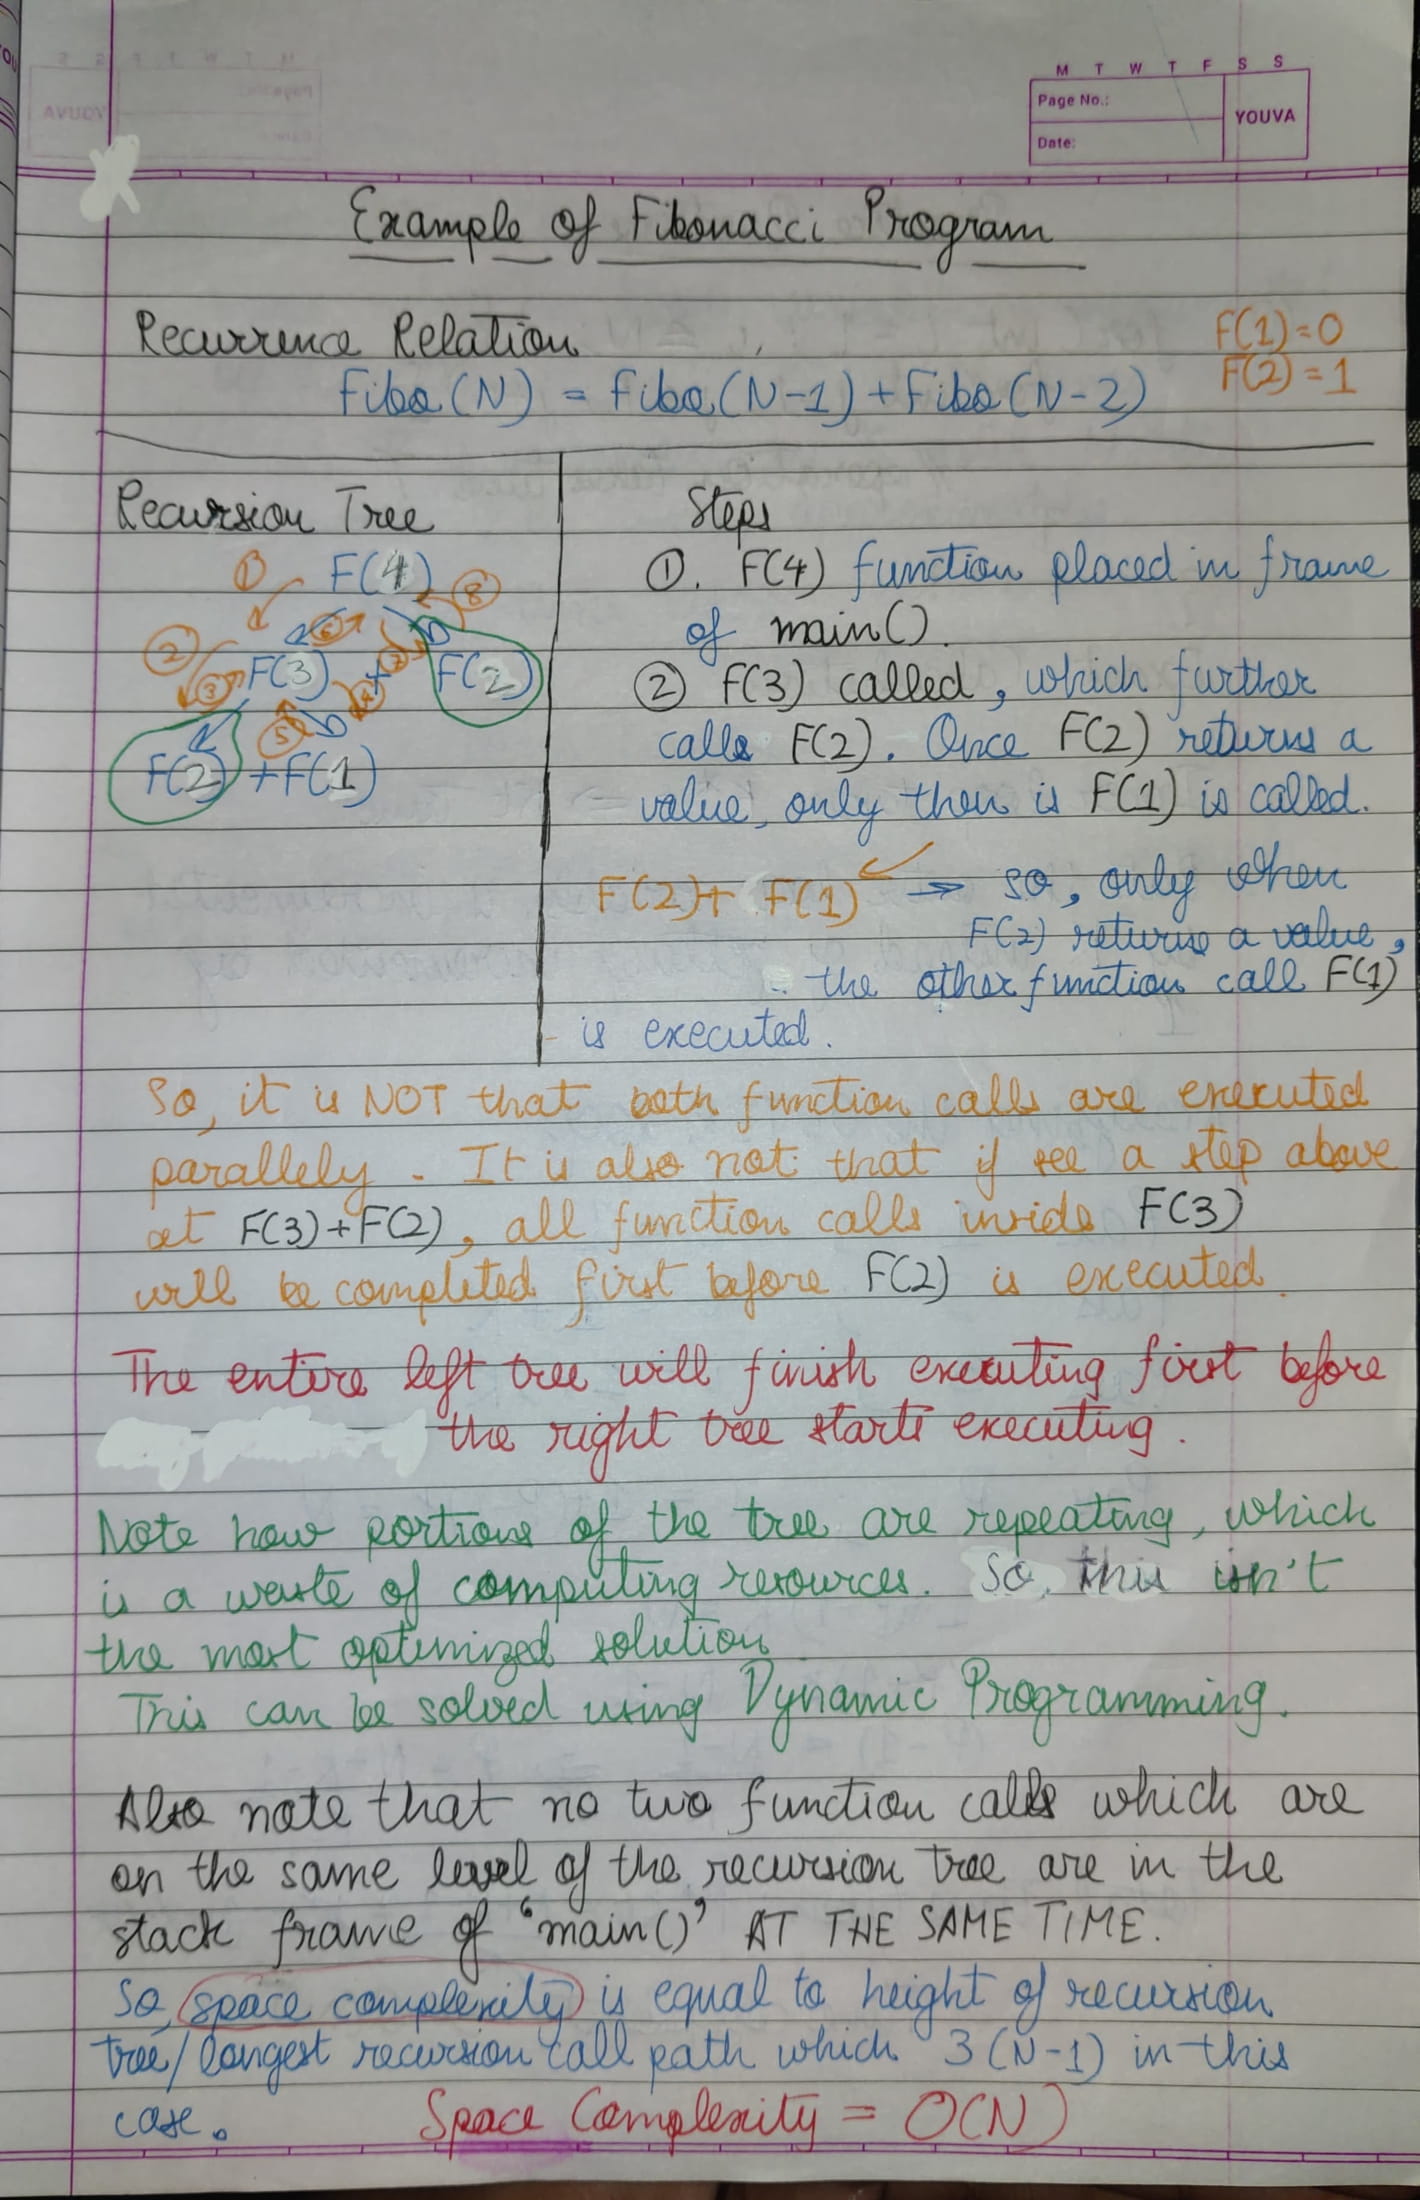 M T W T F S S
Page No.:
YOUVA
Date:
Example of Fibonacci Program
Recurrence Relation
F(1)=0
F(2)=1
Fibo(N) = Fibo(N-1)+Fibo(N-2)
Recursion Tree
F(4)
1
8
6
2
F(3) + F(2)
3
7
4
5
F(2) +F(1)
Steps
①. F(4) function placed in frame
of main().
② F(3) called, which further
calls F(2). Once F(2) returns a
value, only then is F(1) is called.
F(2)+ F(1) → so, only when
F(2) returns a value,
the other function call F(1)
is executed.
So, it is NOT that both function calls are executed
parallely. It is also not that if see a step above
at F(3)+F(2), all function calls inside F(3)
will be completed first before F(2) is executed.
The entire left tree will finish executing first before
the right tree starts executing.
Note how portions of the tree are repeating, which
is a waste of computing resources. So, this isn't
the most optimized solution
This can be solved using Dynamic Programming.
Also note that no two function calls which are
on the same level of the recursion tree are in the
stack frame of 'main()' AT THE SAME TIME.
So, space complexity is equal to height of recursion
tree/longest recursion call path which 3 (N-1) in this
case.
Space Complexity = O(N)